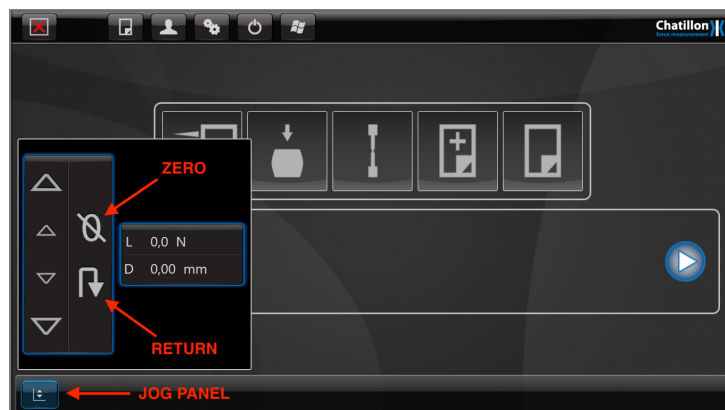 Chatillon
force measurement
ZERO
L 0,0 N
D 0,00 mm
RETURN
JOG PANEL